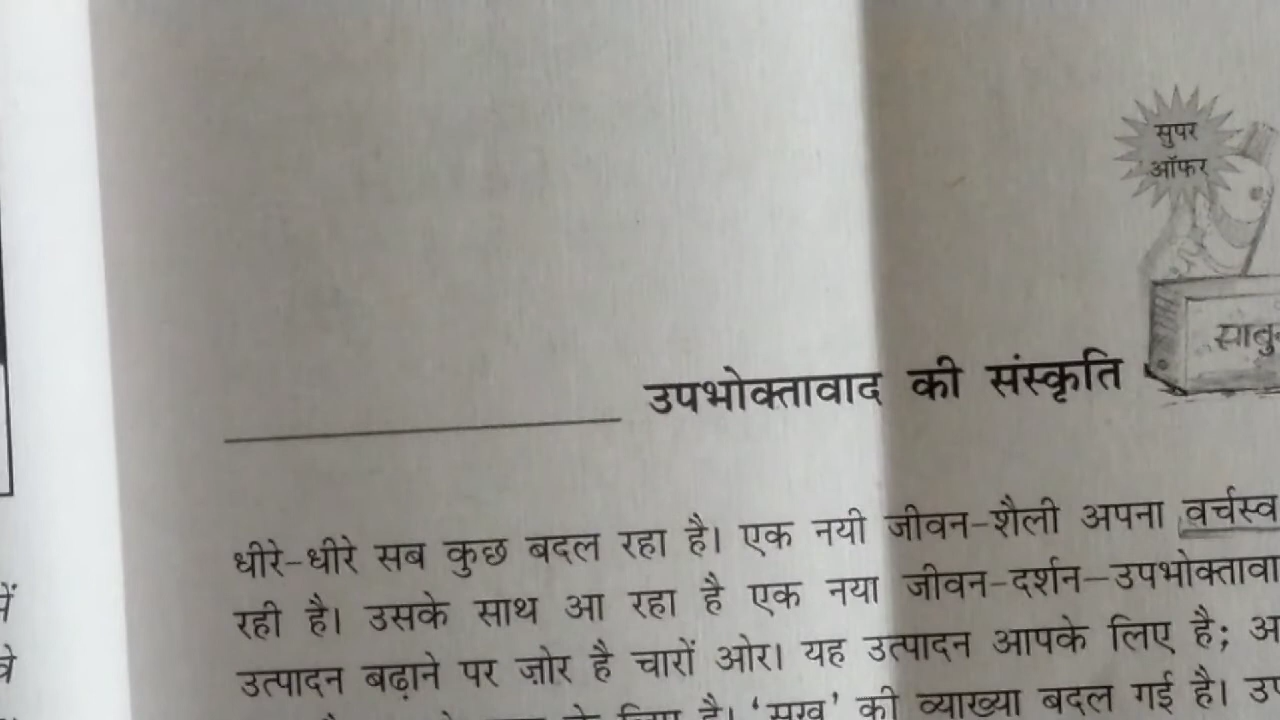 सुपर
ऑफर
उपभोक्तावाद की संस्कृति
धीरे-धीरे सब कुछ बदल रहा है। एक नयी जीवन-शैली अपना वर्चस्व
रही है। उसके साथ आ रहा है एक नया जीवन-दर्शन-उपभोक्तावा
उत्पादन बढ़ाने पर ज़ोर है चारों ओर। यह उत्पादन आपके लिए है;
है। 'सुख' की व्याख्या बदल गई है।